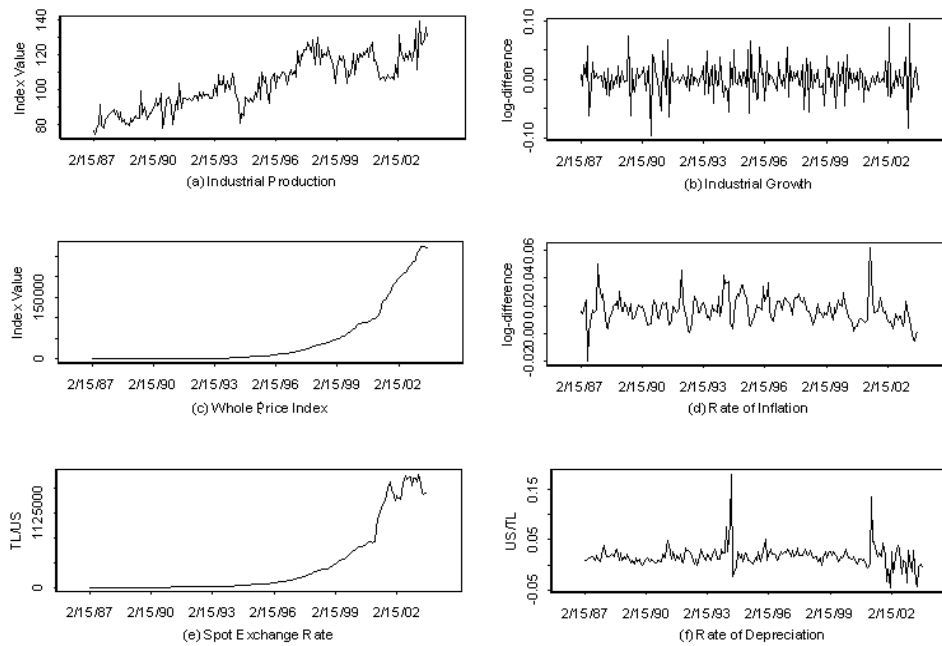 Index Value
140
120
100
80
2/15/87 2/15/90 2/15/93 2/15/96 2/15/99 2/15/02
(a) Industrial Production
log-difference
0.10
0.00
-0.10
2/15/87 2/15/90 2/15/93 2/15/96 2/15/99 2/15/02
(b) Industrial Growth
Index Value
150000
0
2/15/87 2/15/90 2/15/93 2/15/96 2/15/99 2/15/02
(c) Whole Price Index
log-difference
-0.020.000.020.040.06
2/15/87 2/15/90 2/15/93 2/15/96 2/15/99 2/15/02
(d) Rate of Inflation
TL/US
1125000
0
2/15/87 2/15/90 2/15/93 2/15/96 2/15/99 2/15/02
(e) Spot Exchange Rate
US/TL
0.15
0.05
-0.05
2/15/87 2/15/90 2/15/93 2/15/96 2/15/99 2/15/02
(f) Rate of Depreciation